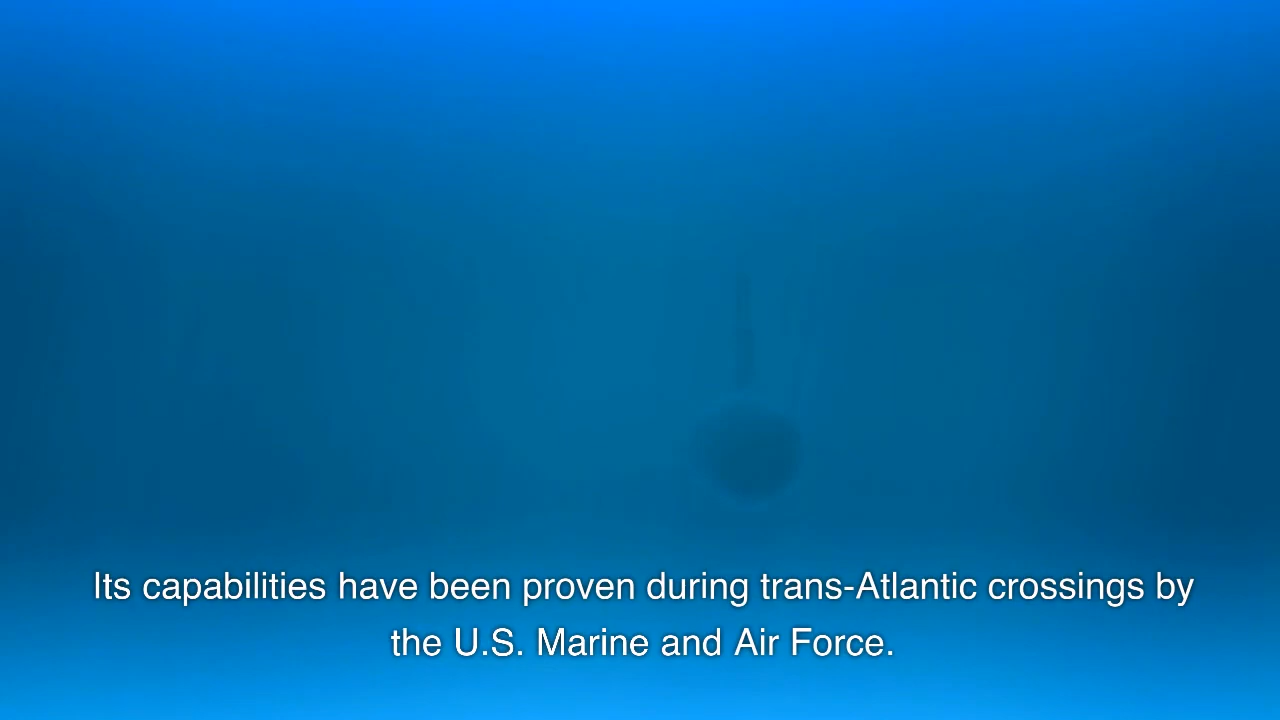 Its capabilities have been proven during trans-Atlantic crossings by
the U.S. Marine and Air Force.